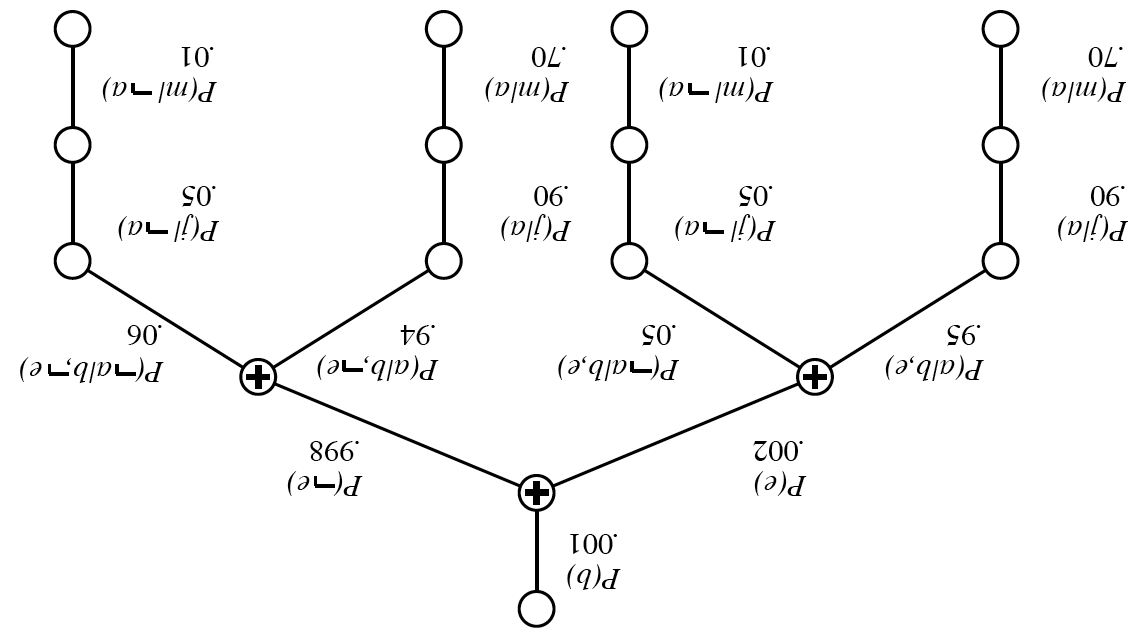 P(b)
.001
P(e)
.002
P(¬e)
.998
P(a|b,e)
.95
P(¬a|b,e)
.05
P(a|b,¬e)
.94
P(¬a|b,¬e)
.06
P(j|a)
.90
P(j|¬a)
.05
P(j|a)
.90
P(j|¬a)
.05
P(m|a)
.70
P(m|¬a)
.01
P(m|a)
.70
P(m|¬a)
.01